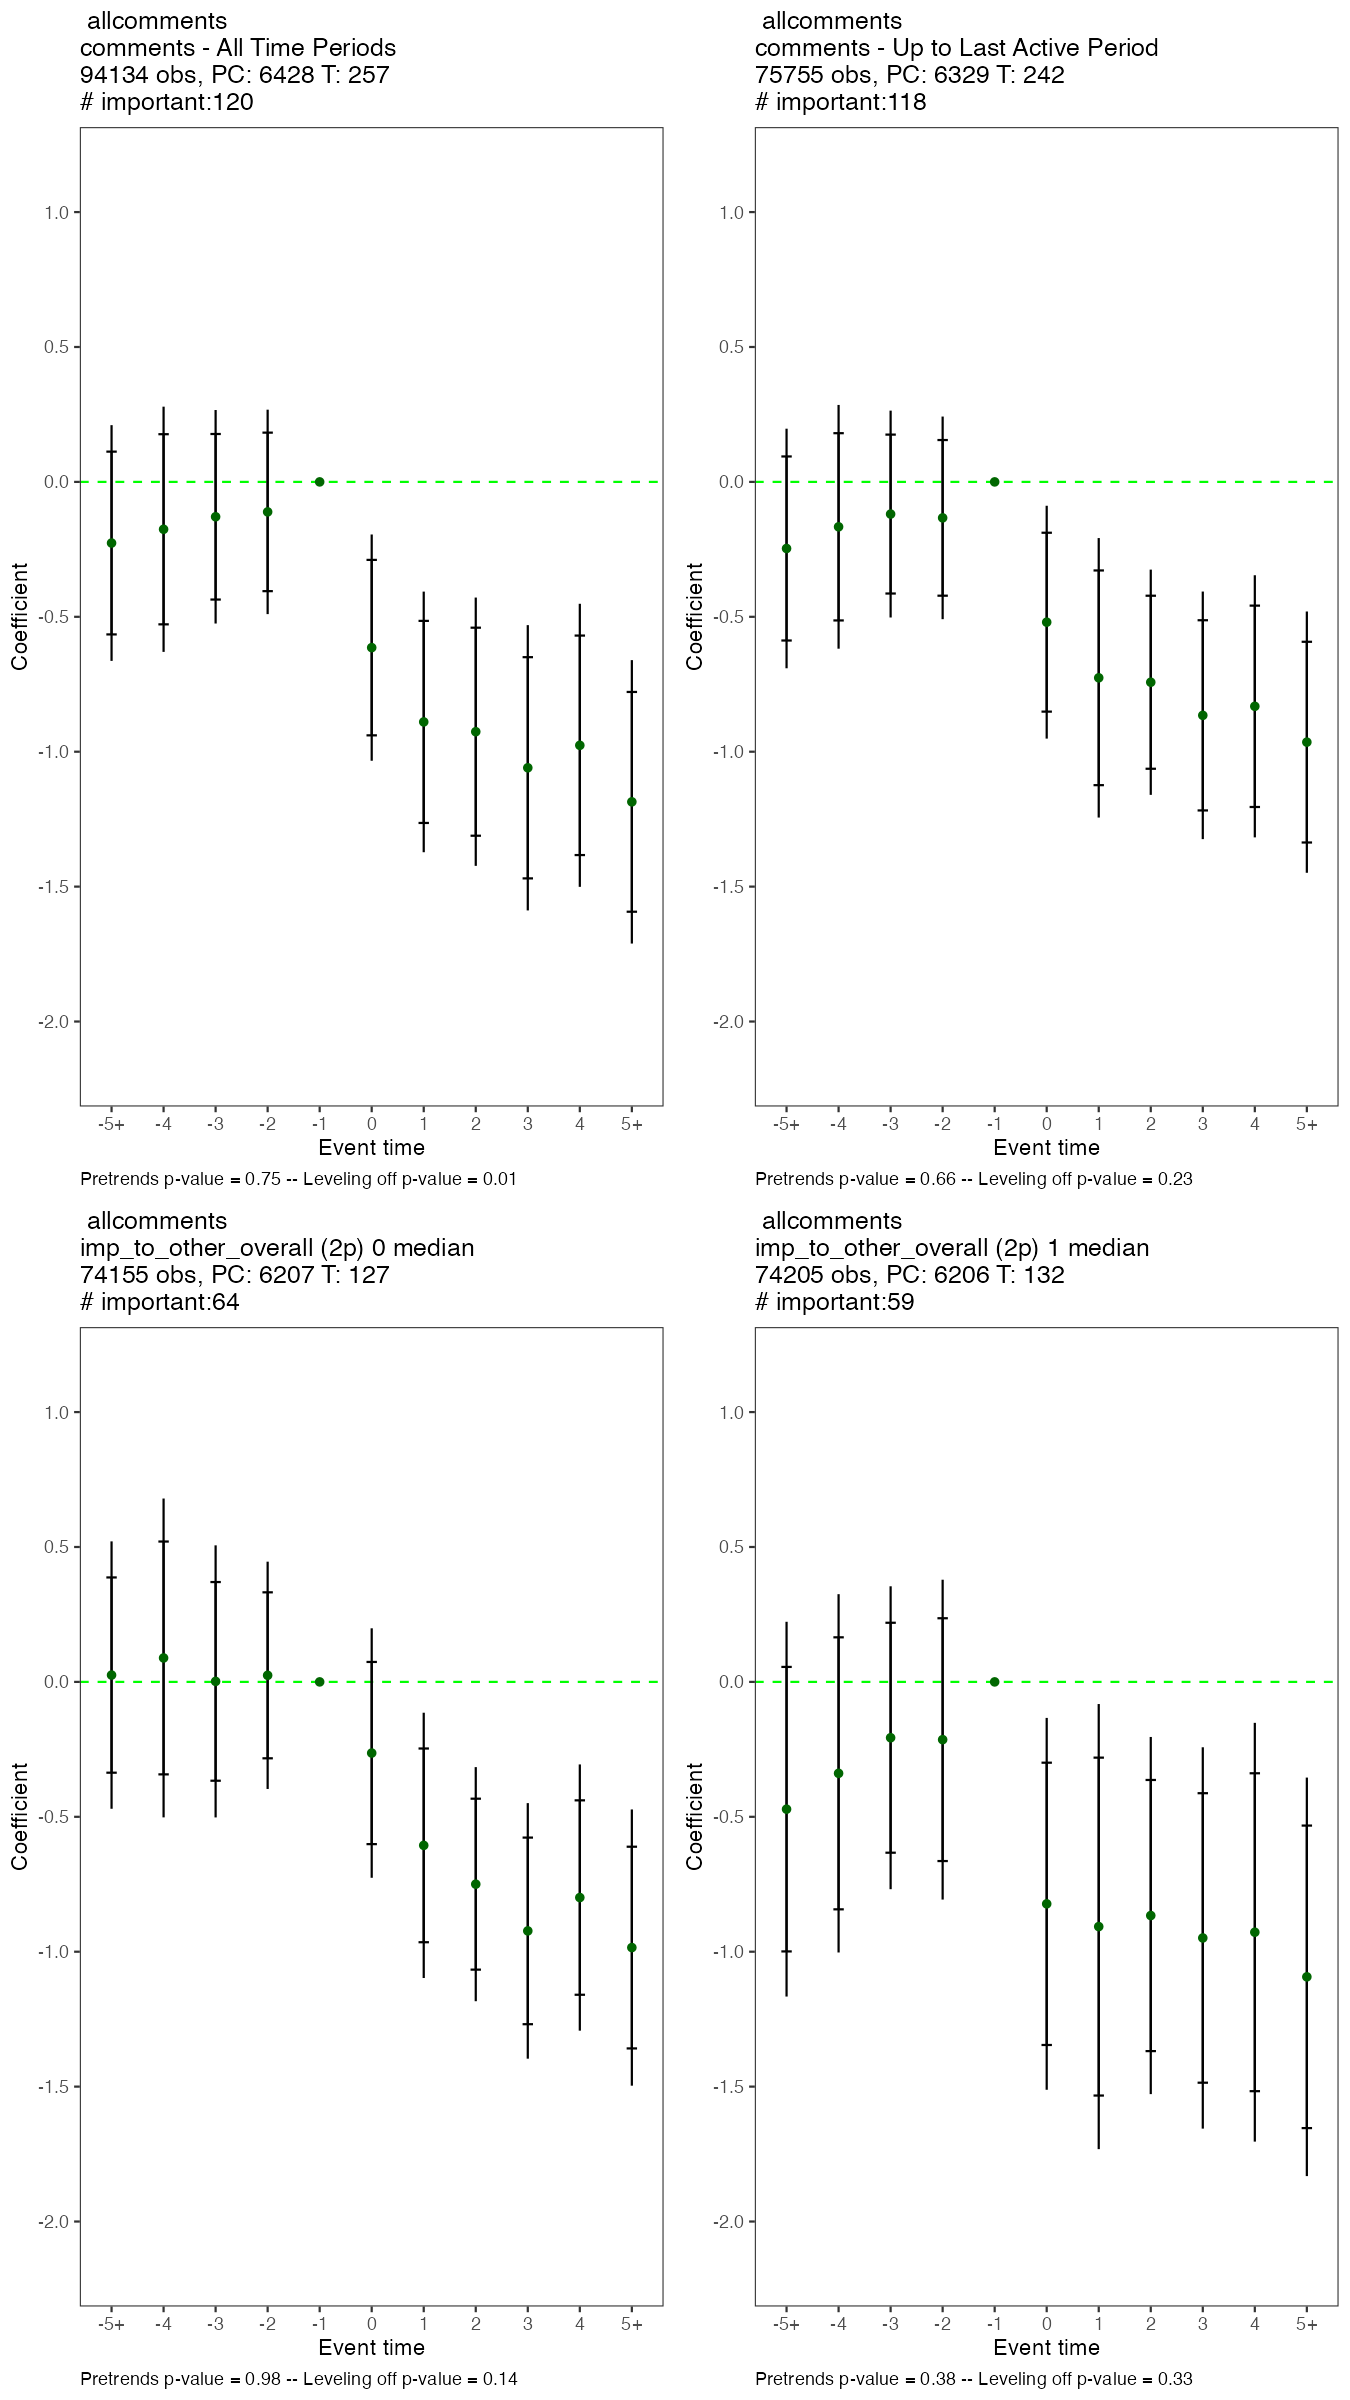 allcomments
comments - All Time Periods
94134 obs, PC: 6428 T: 257
# important:120
1.0
0.5
0.0
-0.5
-1.0
-1.5
-2.0
Coefficient
-5+ -4 -3 -2 -1 0 1 2 3 4 5+
Event time
Pretrends p-value = 0.75 -- Leveling off p-value = 0.01
allcomments
comments - Up to Last Active Period
75755 obs, PC: 6329 T: 242
# important:118
1.0
0.5
0.0
-0.5
-1.0
-1.5
-2.0
Coefficient
-5+ -4 -3 -2 -1 0 1 2 3 4 5+
Event time
Pretrends p-value = 0.66 -- Leveling off p-value = 0.23
allcomments
imp_to_other_overall (2p) 0 median
74155 obs, PC: 6207 T: 127
# important:64
1.0
0.5
0.0
-0.5
-1.0
-1.5
-2.0
Coefficient
-5+ -4 -3 -2 -1 0 1 2 3 4 5+
Event time
Pretrends p-value = 0.98 -- Leveling off p-value = 0.14
allcomments
imp_to_other_overall (2p) 1 median
74205 obs, PC: 6206 T: 132
# important:59
1.0
0.5
0.0
-0.5
-1.0
-1.5
-2.0
Coefficient
-5+ -4 -3 -2 -1 0 1 2 3 4 5+
Event time
Pretrends p-value = 0.38 -- Leveling off p-value = 0.33